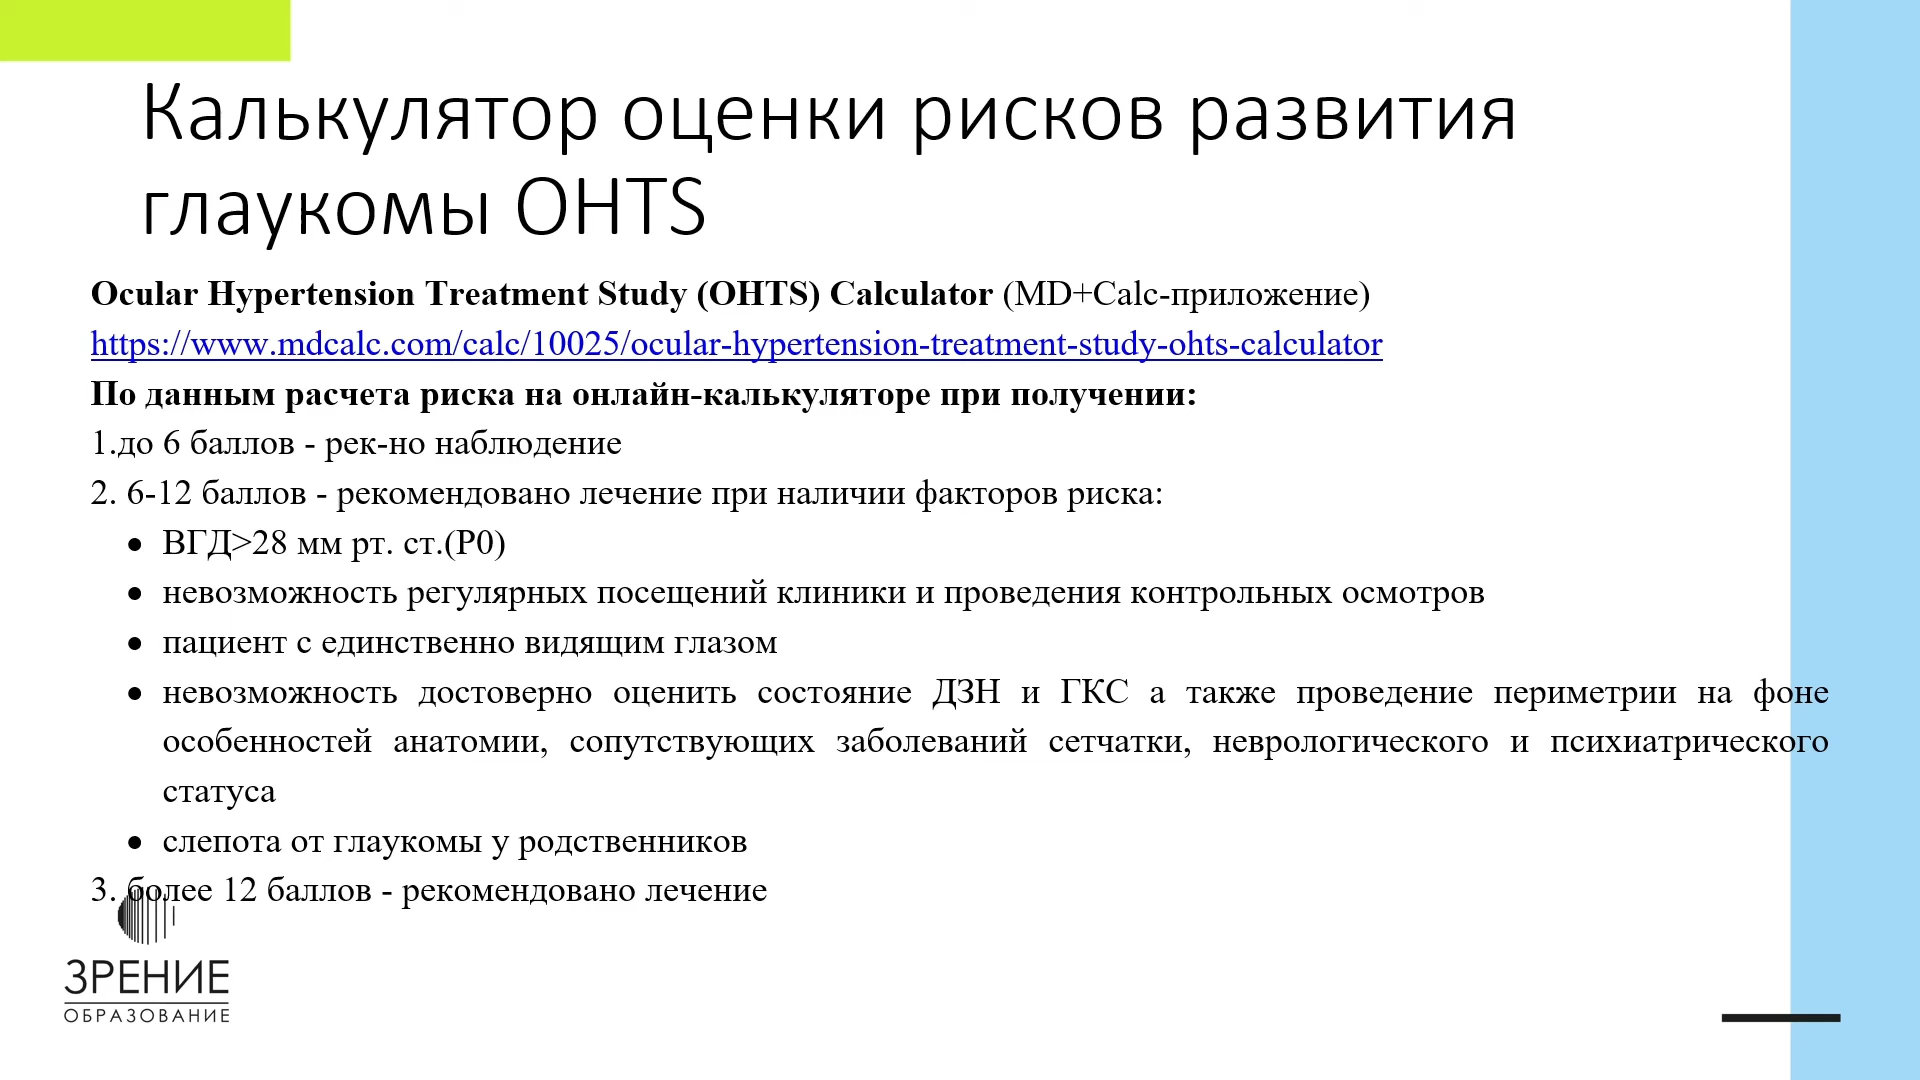 Калькулятор оценки рисков развития
глаукомы OHTS
Ocular Hypertension Treatment Study (OHTS) Calculator (MD+Calc-приложение)
https://www.mdcalc.com/calc/10025/ocular-hypertension-treatment-study-ohts-calculator
По данным расчета риска на онлайн-калькуляторе при получении:
1.до 6 баллов - рек-но наблюдение
2. 6-12 баллов - рекомендовано лечение при наличии факторов риска:
• ВГД>28 мм рт. ст.(P0)
• невозможность регулярных посещений клиники и проведения контрольных осмотров
• пациент с единственно видящим глазом
• невозможность достоверно оценить состояние ДЗН и ГКС а также проведение периметрии на фоне
особенностей анатомии, сопутствующих заболеваний сетчатки, неврологического и психиатрического
статуса
• слепота от глаукомы у родственников
3. более 12 баллов - рекомендовано лечение
ЗРЕНИЕ
ОБРАЗОВАНИЕ